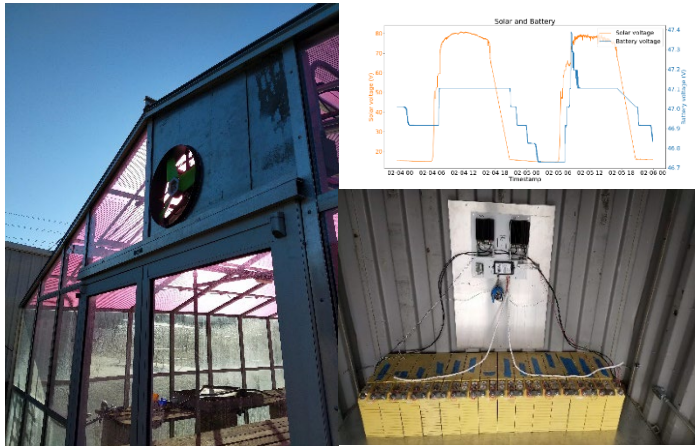 Solar and Battery
Solar voltage
Battery voltage
Solar voltage (V)
80
70
60
50
40
30
20
Battery voltage (V)
47.4
47.3
47.2
47.1
47.0
46.9
46.8
46.7
02-04 00 02-04 06 02-04 12 02-04 18 02-05 00 02-05 06 02-05 12 02-05 18 02-06 00
Timestamp